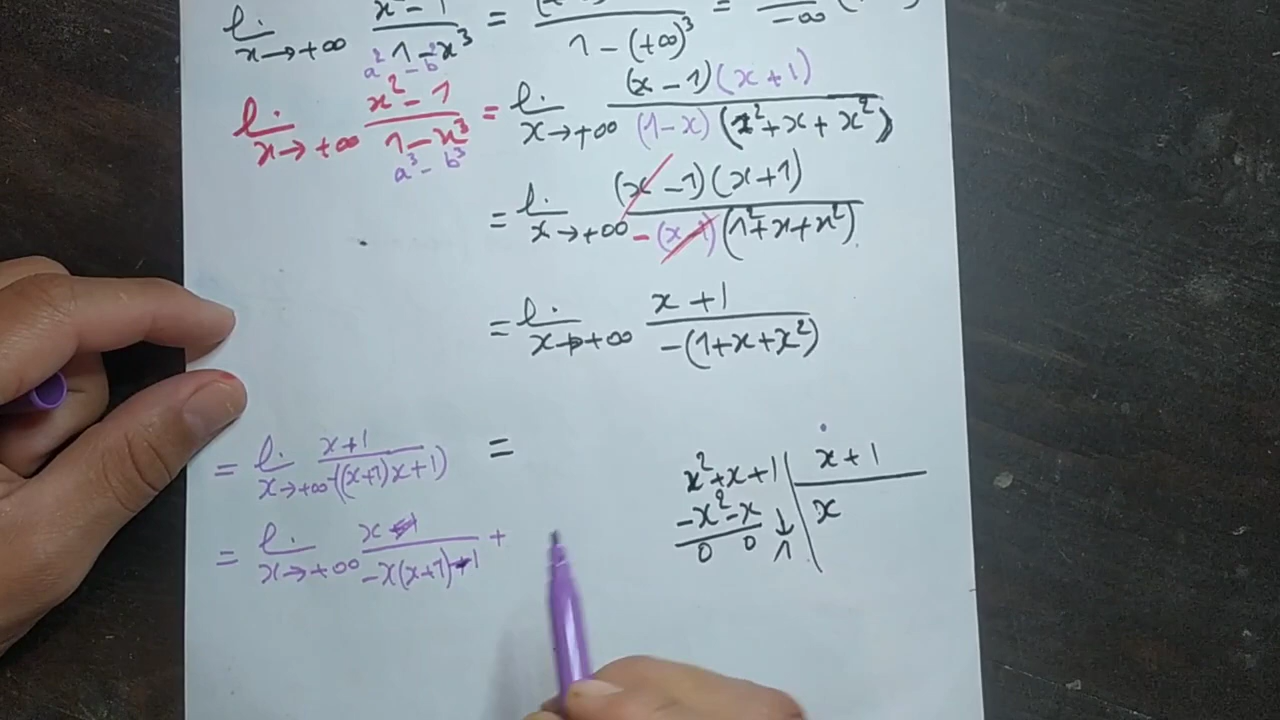 lim x→+∞ x²-1 / 1-x³ = / 1-(+∞)³ = / -∞
a² - b²
lim x→+∞ x²-1 / 1-x³ = lim x→+∞ (x-1)(x+1) / (1-x)(1²+x+x²)
a³ - b³
= lim x→+∞ (x-1)(x+1) / -(x-1)(1²+x+x²)
= lim x→+∞ x+1 / -(1+x+x²)
= lim x→+∞ x+1 / -((x+1)x+1) =
= lim x→+∞ x+1 / -x(x+1)-1 +
x²+x+1 | x+1
-x²-x | x
0 0 ↓ 1